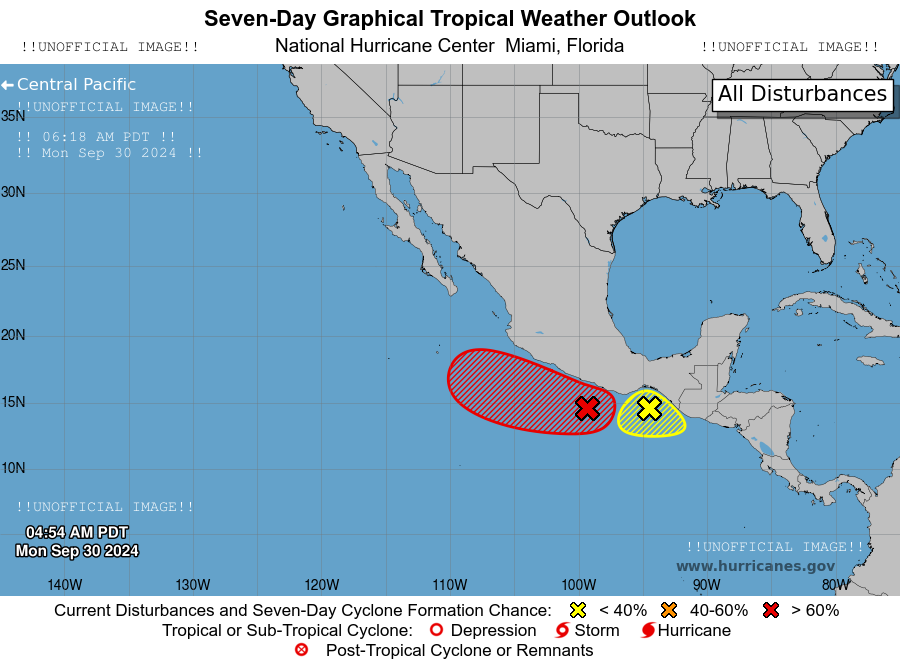 Seven-Day Graphical Tropical Weather Outlook
!!UNOFFICIAL IMAGE!! National Hurricane Center Miami, Florida !!UNOFFICIAL IMAGE!!
Central Pacific
All Disturbances
!!UNOFFICIAL IMAGE!!
35N
!! 06:18 AM PDT !!
!! Mon Sep 30 2024 !!
30N
25N
20N
15N
10N
!!UNOFFICIAL IMAGE!!
04:54 AM PDT
Mon Sep 30 2024
!!UNOFFICIAL IMAGE!!
www.hurricanes.gov
140W 130W 120W 110W 100W 90W 80W
Current Disturbances and Seven-Day Cyclone Formation Chance: < 40% 40-60% > 60%
Tropical or Sub-Tropical Cyclone: Depression Storm Hurricane
Post-Tropical Cyclone or Remnants